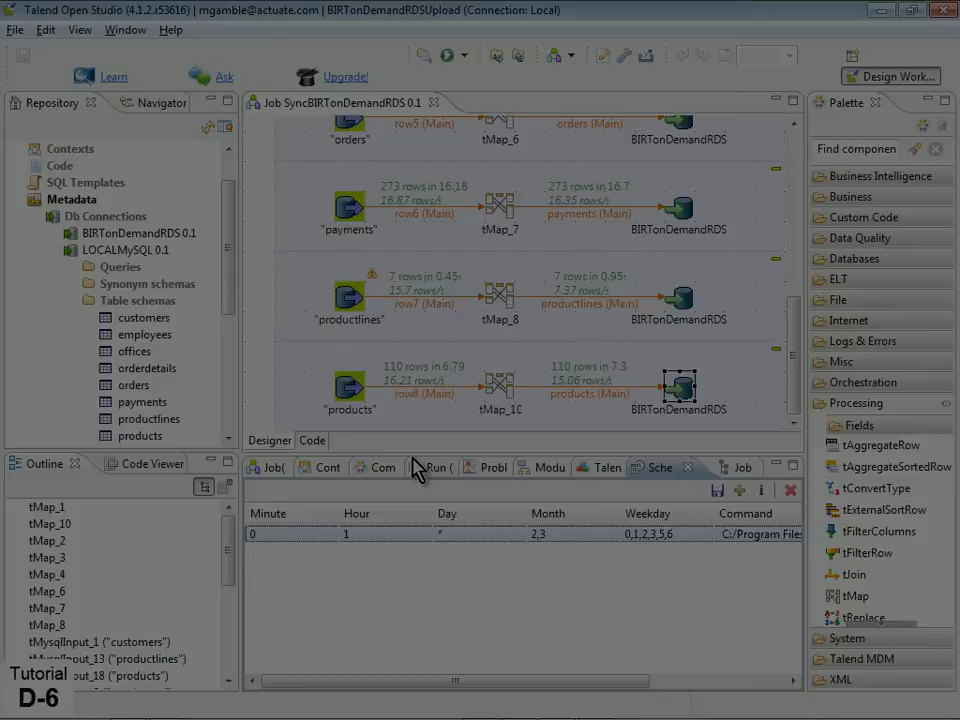 Talend Open Studio (4.1.2.r53616) | mgamble@actuate.com | BIRTonDemandRDSUpload (Connection: Local)
File Edit View Window Help
Learn Ask Upgrade! Design Work...
Repository Navigator
Job SyncBIRTonDemandRDS 0.1
Palette
Contexts
Code
SQL Templates
Metadata
Db Connections
BIRTonDemandRDS 0.1
LOCALMySQL 0.1
Queries
Synonym schemas
Table schemas
customers
employees
offices
orderdetails
orders
payments
productlines
products
row5 (Main) orders (Main)
"orders" tMap_6 BIRTonDemandRDS
273 rows in 16.18 273 rows in 16.7
16.87 rows/s 16.35 rows/s
row6 (Main) payments (Main)
"payments" tMap_7 BIRTonDemandRDS
7 rows in 0.45s 7 rows in 0.95s
15.7 rows/s 7.37 rows/s
row7 (Main) productlines (Main)
"productlines" tMap_8 BIRTonDemandRDS
110 rows in 6.79 110 rows in 7.3
16.21 rows/s 15.06 rows/s
row8 (Main) products (Main)
"products" tMap_10 BIRTonDemandRDS
Designer Code
Find componen
Business Intelligence
Business
Custom Code
Data Quality
Databases
ELT
File
Internet
Logs & Errors
Misc
Orchestration
Processing
Fields
tAggregateRow
tAggregateSortedRow
tConvertType
tExternalSortRow
tFilterColumns
tFilterRow
tJoin
tMap
tReplace
System
Talend MDM
XML
Outline Code Viewer
tMap_1
tMap_10
tMap_2
tMap_3
tMap_4
tMap_6
tMap_7
tMap_8
tMysqlInput_1 ("customers")
tMysqlInput_13 ("productlines")
ut_18 ("products")
Job( Cont Com Run ( Probl Modu Talen Sche Job
Minute Hour Day Month Weekday Command
0 1 * 2,3 0,1,2,3,5,6 C:/Program Files
Tutorial
D-6